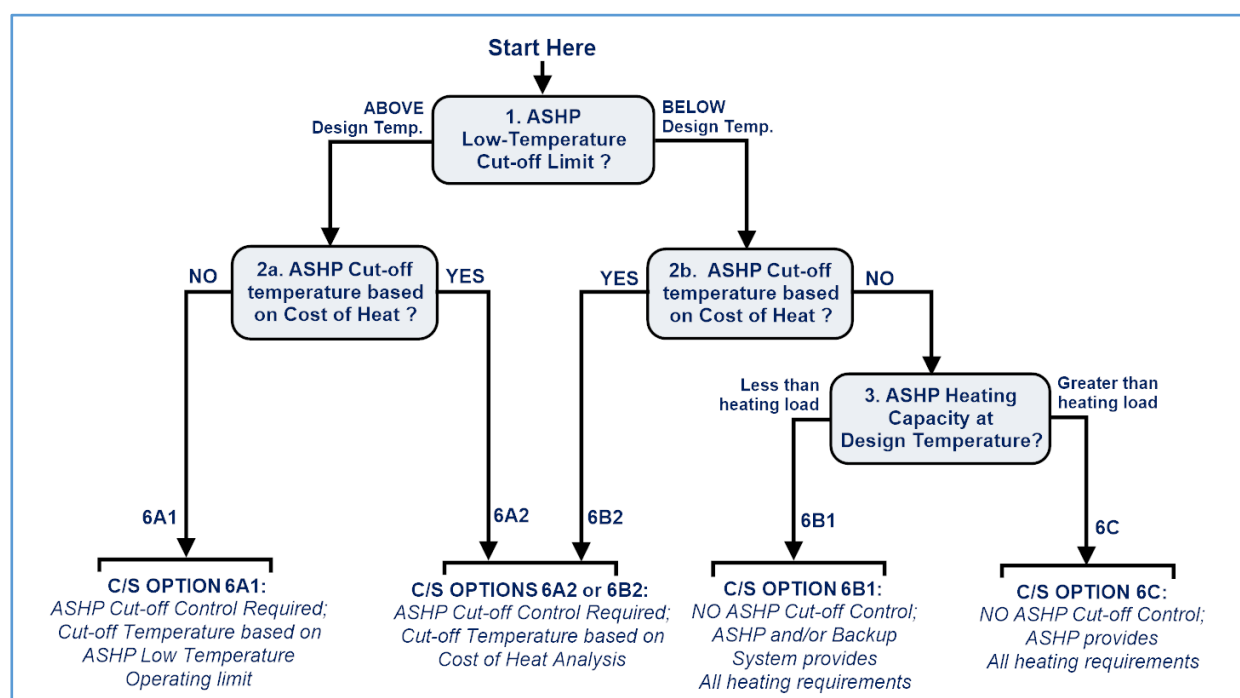 Start Here
ABOVE
Design Temp.
BELOW
Design Temp.
1. ASHP
Low-Temperature
Cut-off Limit ?
NO
2a. ASHP Cut-off
temperature based
on Cost of Heat ?
YES
YES
2b. ASHP Cut-off
temperature based
on Cost of Heat ?
NO
Less than
heating load
3. ASHP Heating
Capacity at
Design Temperature?
Greater than
heating load
6A1
6A2
6B2
6B1
6C
C/S OPTION 6A1:
ASHP Cut-off Control Required;
Cut-off Temperature based on
ASHP Low Temperature
Operating limit
C/S OPTIONS 6A2 or 6B2:
ASHP Cut-off Control Required;
Cut-off Temperature based on
Cost of Heat Analysis
C/S OPTION 6B1:
NO ASHP Cut-off Control;
ASHP and/or Backup
System provides
All heating requirements
C/S OPTION 6C:
NO ASHP Cut-off Control;
ASHP provides
All heating requirements